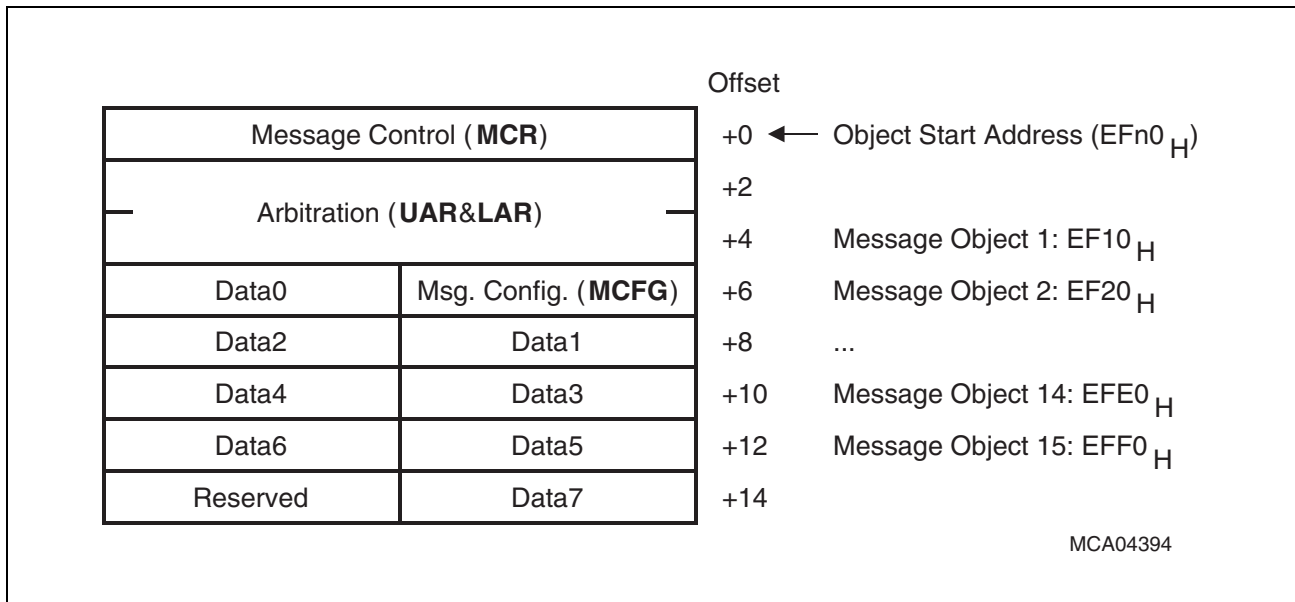 Offset
Message Control (MCR) +0 Object Start Address (EFn0H)
+2
Arbitration (UAR&LAR)
+4 Message Object 1: EF10H
Data0 Msg. Config. (MCFG) +6 Message Object 2: EF20H
Data2 Data1 +8 ...
Data4 Data3 +10 Message Object 14: EFE0H
Data6 Data5 +12 Message Object 15: EFF0H
Reserved Data7 +14
MCA04394